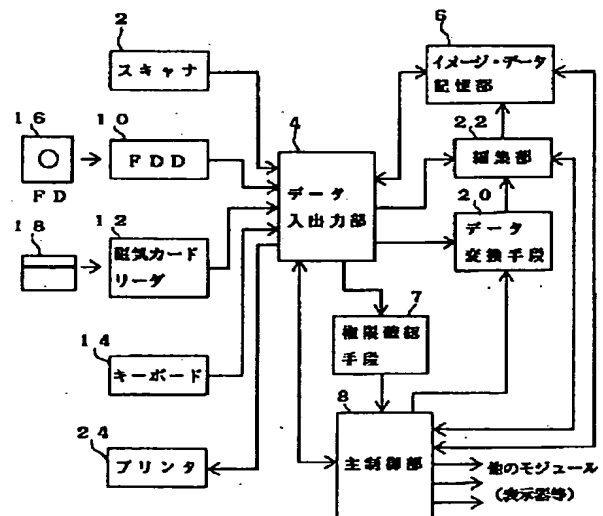 2
スキャナ
16
FD
10
FDD
18
12
磁気カード
リーダ
14
キーボード
24
プリンタ
4
データ
入出力部
6
イメージ・データ
記憶部
22
編集部
20
データ
変換手段
7
権限確認
手段
8
主制御部
他のモジュール
(表示器等)